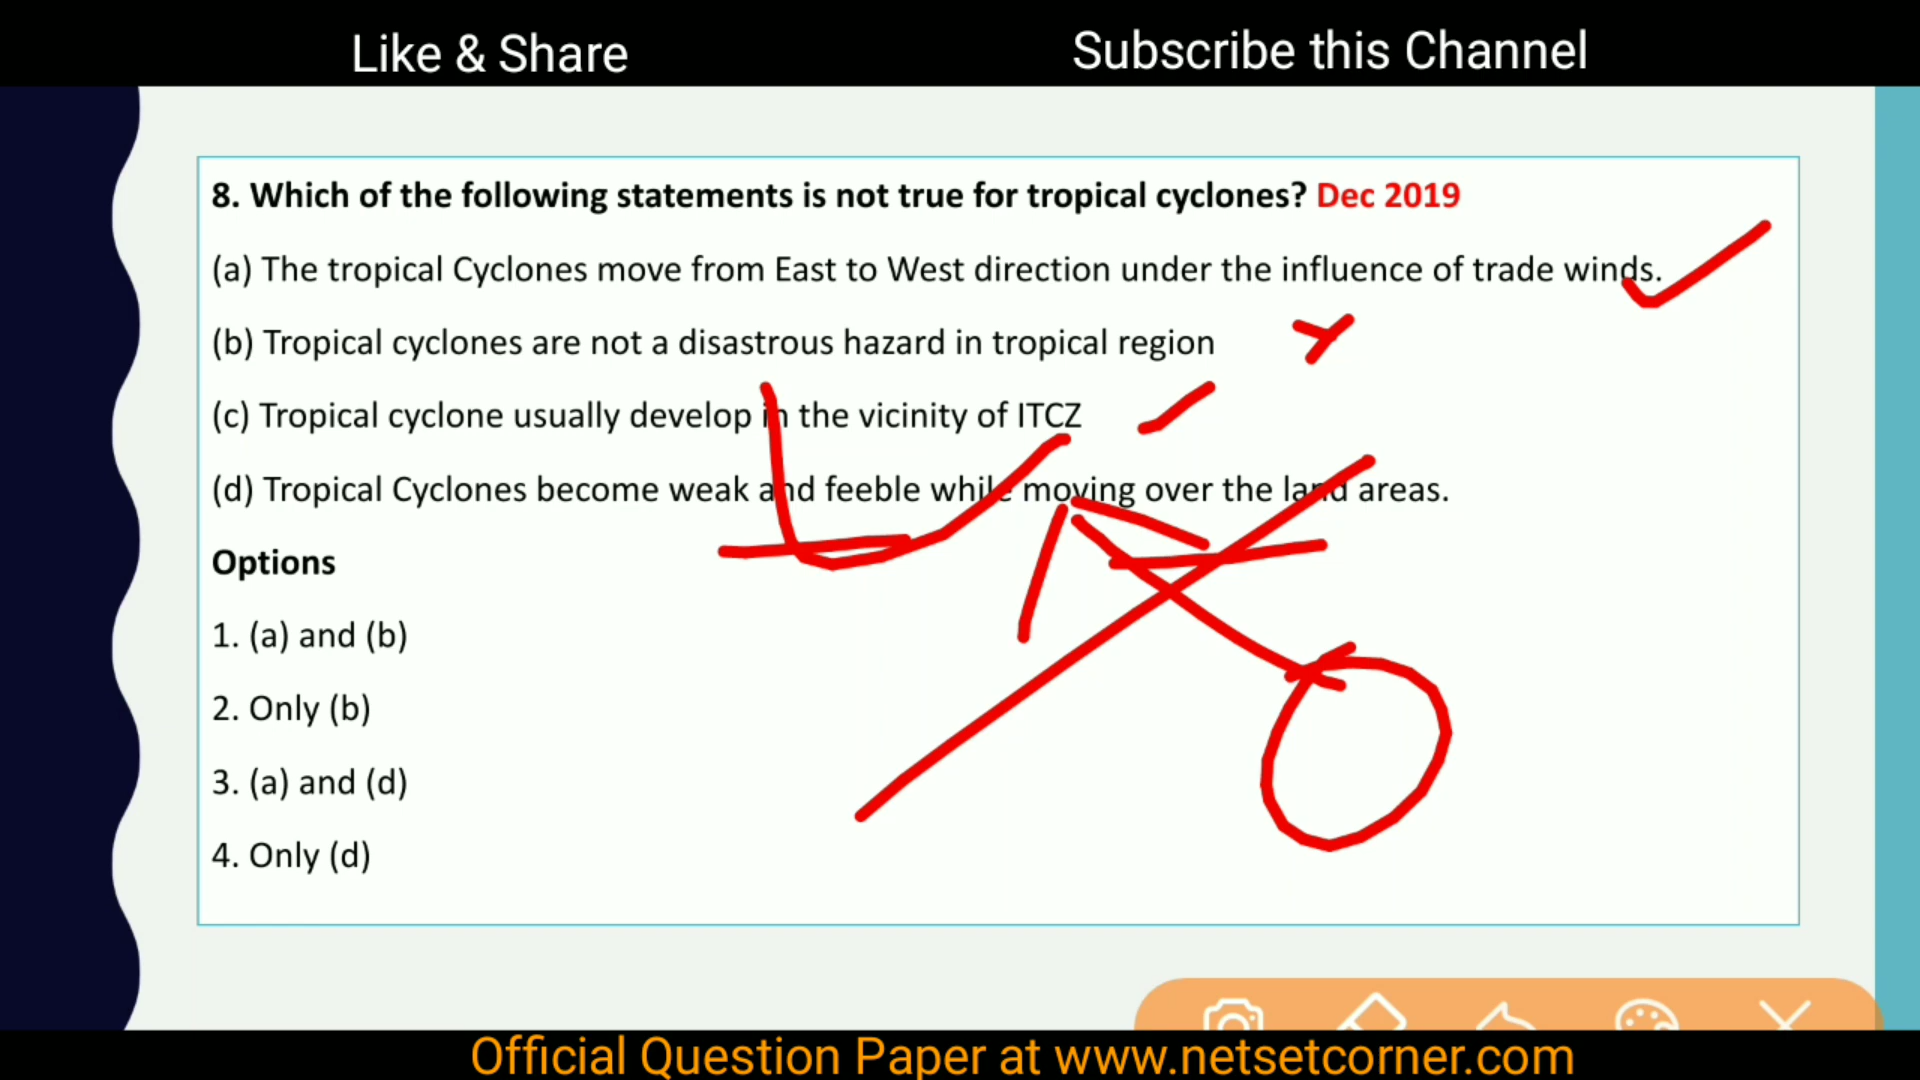 Like & Share
Subscribe this Channel
8. Which of the following statements is not true for tropical cyclones? Dec 2019
(a) The tropical Cyclones move from East to West direction under the influence of trade winds.
(b) Tropical cyclones are not a disastrous hazard in tropical region
(c) Tropical cyclone usually develop in the vicinity of ITCZ
(d) Tropical Cyclones become weak and feeble while moving over the land areas.
Options
1. (a) and (b)
2. Only (b)
3. (a) and (d)
4. Only (d)
Official Question Paper at www.netsetcorner.com